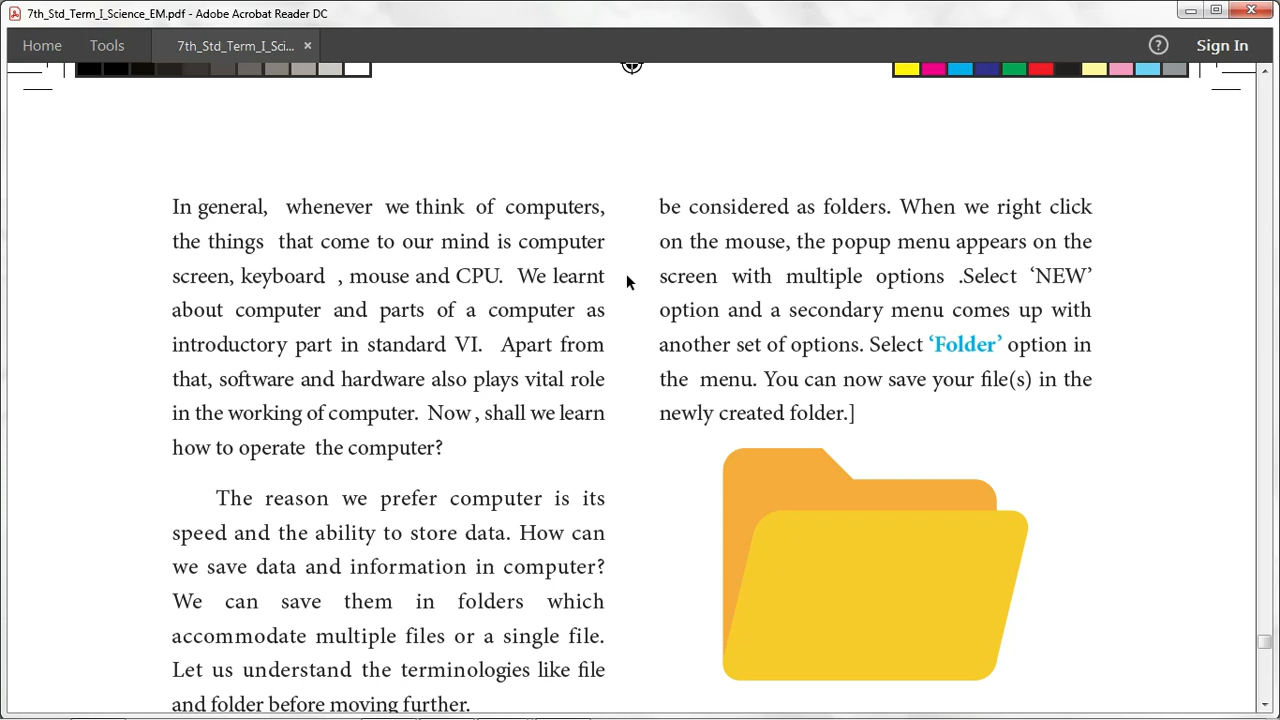 7th_Std_Term_I_Science_EM.pdf - Adobe Acrobat Reader DC
Home Tools 7th_Std_Term_I_Sci... × ? Sign In
In general, whenever we think of computers,
the things that come to our mind is computer
screen, keyboard , mouse and CPU. We learnt
about computer and parts of a computer as
introductory part in standard VI. Apart from
that, software and hardware also plays vital role
in the working of computer. Now , shall we learn
how to operate the computer?
The reason we prefer computer is its
speed and the ability to store data. How can
we save data and information in computer?
We can save them in folders which
accommodate multiple files or a single file.
Let us understand the terminologies like file
and folder before moving further.
be considered as folders. When we right click
on the mouse, the popup menu appears on the
screen with multiple options .Select ‘NEW’
option and a secondary menu comes up with
another set of options. Select ‘Folder’ option in
the menu. You can now save your file(s) in the
newly created folder.]